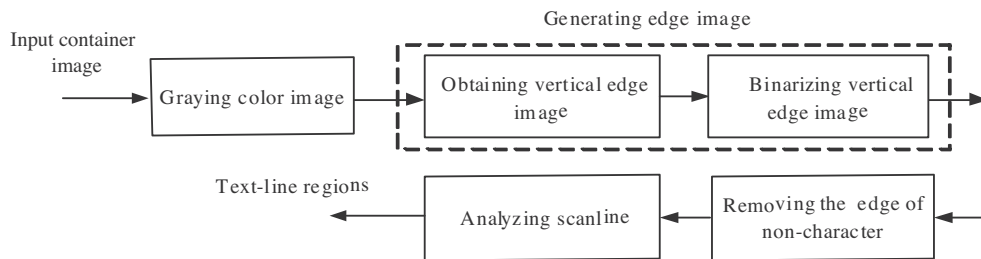 Generating edge image
Input container
image
Graying color image
Obtaining vertical edge
image
Binarizing vertical
edge image
Text-line regions
Analyzing scanline
Removing the edge of
non-character